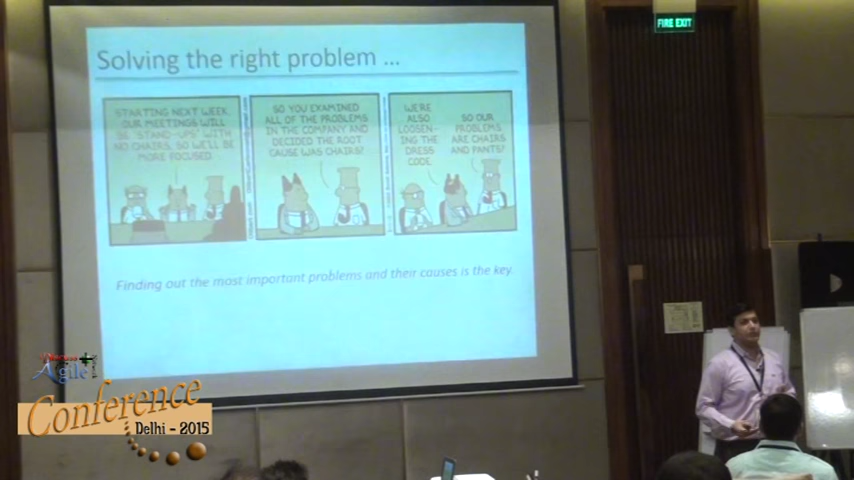 FIRE EXIT
Solving the right problem ...
STARTING NEXT WEEK,
OUR MEETINGS WILL
BE "STAND-UPS" WITH
NO CHAIRS, SO WE'LL BE
MORE FOCUSED.
SO YOU EXAMINED
ALL OF THE PROBLEMS
IN THE COMPANY AND
DECIDED THE ROOT
CAUSE WAS CHAIRS?
WE'RE
ALSO
LOOSEN-
ING THE
DRESS
CODE.
SO OUR
PROBLEMS
ARE CHAIRS
AND PANTS?
Finding out the most important problems and their causes is the key.
Agile
Conference
Delhi - 2015